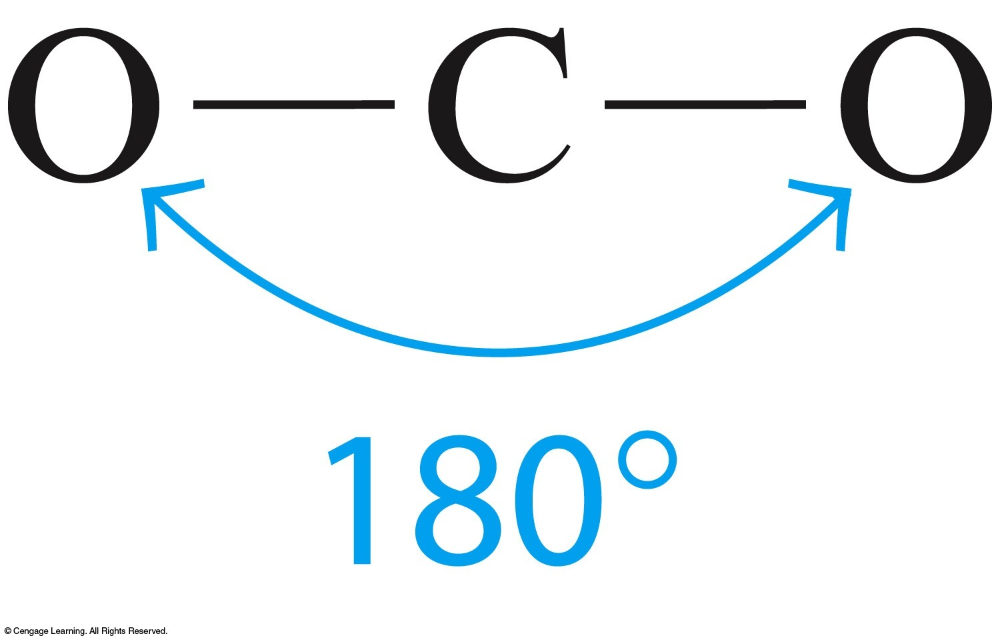 O — C — O
180°
© Cengage Learning. All Rights Reserved.